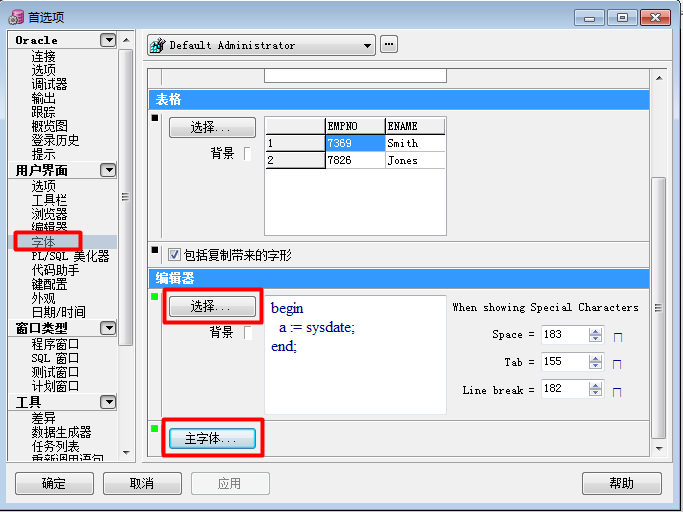 首选项
Oracle
连接
选项
调试器
输出
跟踪
概览图
登录历史
提示
用户界面
选项
工具栏
浏览器
编辑器
字体
PL/SQL 美化器
代码助手
键配置
外观
日期/时间
窗口类型
程序窗口
SQL 窗口
测试窗口
计划窗口
工具
差异
数据生成器
任务列表
重新调用语句
Default Administrator
...
表格
选择...
背景
EMPNO ENAME
1 7369 Smith
2 7826 Jones
包括复制带来的字形
编辑器
选择...
背景
begin
a := sysdate;
end;
When showing Special Characters
Space = 183
Tab = 155
Line break = 182
主字体...
确定
取消
应用
帮助